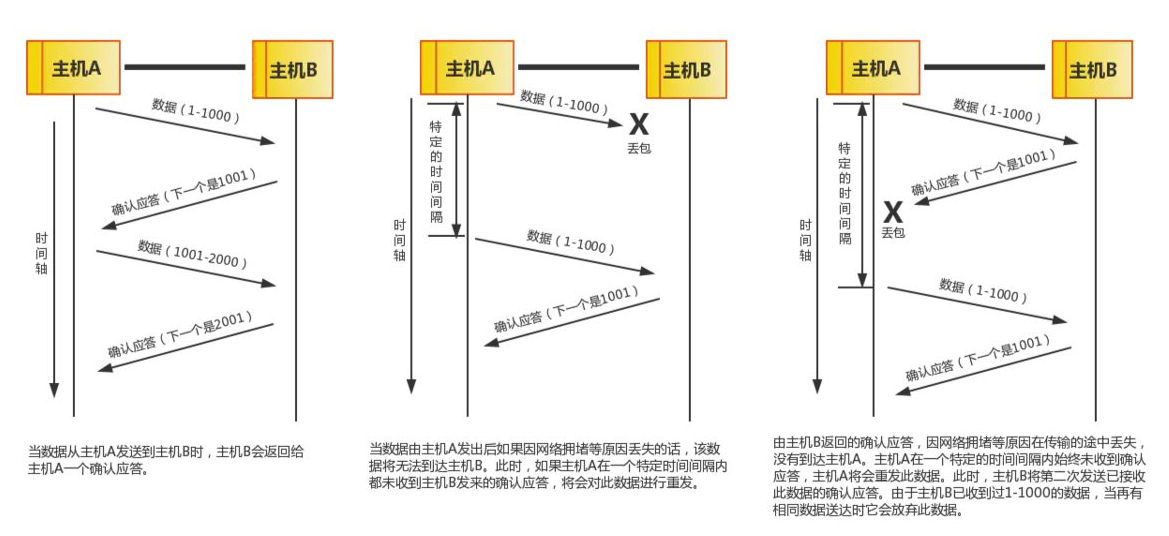 主机A
主机B
数据（1-1000）
确认应答（下一个是1001）
数据（1001-2000）
确认应答（下一个是2001）
时间轴
当数据从主机A发送到主机B时，主机B会返回给
主机A一个确认应答。
主机A
主机B
数据（1-1000）
X
丢包
特定的时间间隔
数据（1-1000）
确认应答（下一个是1001）
时间轴
当数据由主机A发出后如果因网络拥堵等原因丢失的话，该数
据将无法到达主机B。此时，如果主机A在一个特定时间间隔内
都未收到主机B发来的确认应答，将会对此数据进行重发。
主机A
主机B
数据（1-1000）
确认应答（下一个是1001）
X
丢包
特定的时间间隔
数据（1-1000）
确认应答（下一个是1001）
时间轴
由主机B返回的确认应答，因网络拥堵等原因在传输的途中丢失，
没有到达主机A。主机A在一个特定的时间间隔内始终未收到确认
应答，主机A将会重发此数据。此时，主机B将第二次发送已接收
此数据的确认应答。由于主机B已收到过1-1000的数据，当再有
相同数据送达时它会放弃此数据。